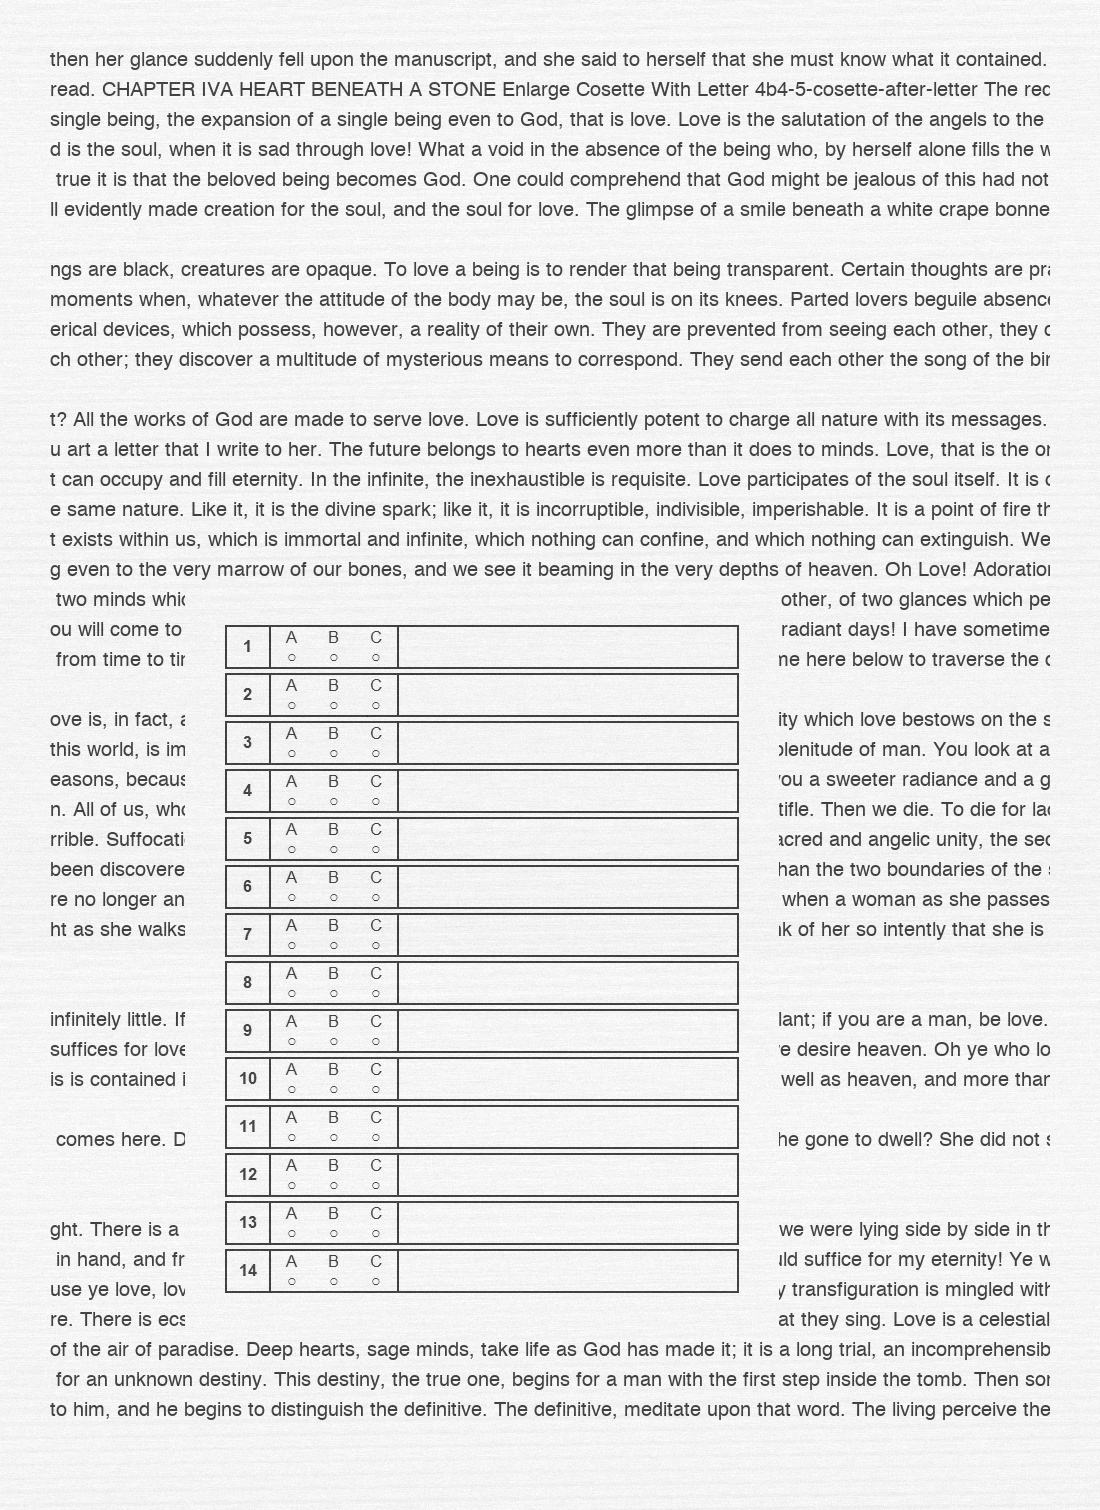 then her glance suddenly fell upon the manuscript, and she said to herself that she must know what it contained.
read. CHAPTER IVA HEART BENEATH A STONE Enlarge Cosette With Letter 4b4-5-cosette-after-letter The rec
single being, the expansion of a single being even to God, that is love. Love is the salutation of the angels to the
d is the soul, when it is sad through love! What a void in the absence of the being who, by herself alone fills the w
true it is that the beloved being becomes God. One could comprehend that God might be jealous of this had not
ll evidently made creation for the soul, and the soul for love. The glimpse of a smile beneath a white crape bonne
ngs are black, creatures are opaque. To love a being is to render that being transparent. Certain thoughts are pra
moments when, whatever the attitude of the body may be, the soul is on its knees. Parted lovers beguile absence
erical devices, which possess, however, a reality of their own. They are prevented from seeing each other, they c
ch other; they discover a multitude of mysterious means to correspond. They send each other the song of the bir
t? All the works of God are made to serve love. Love is sufficiently potent to charge all nature with its messages.
u art a letter that I write to her. The future belongs to hearts even more than it does to minds. Love, that is the or
t can occupy and fill eternity. In the infinite, the inexhaustible is requisite. Love participates of the soul itself. It is c
e same nature. Like it, it is the divine spark; like it, it is incorruptible, indivisible, imperishable. It is a point of fire th
t exists within us, which is immortal and infinite, which nothing can confine, and which nothing can extinguish. We
g even to the very marrow of our bones, and we see it beaming in the very depths of heaven. Oh Love! Adoration
two minds whic
ou will come to
from time to tir
ove is, in fact, a
this world, is im
easons, becaus
n. All of us, who
rrible. Suffocati
been discovere
re no longer an
ht as she walks
infinitely little. If
suffices for love
is is contained i
comes here. D
ght. There is a
in hand, and fr
use ye love, lov
re. There is ecs
1 A B C
2 A B C
3 A B C
4 A B C
5 A B C
6 A B C
7 A B C
8 A B C
9 A B C
10 A B C
11 A B C
12 A B C
13 A B C
14 A B C
other, of two glances which pe
radiant days! I have sometime
me here below to traverse the c
ity which love bestows on the s
plenitude of man. You look at a
you a sweeter radiance and a g
tifle. Then we die. To die for lac
acred and angelic unity, the sec
han the two boundaries of the s
when a woman as she passes
nk of her so intently that she is
lant; if you are a man, be love.
e desire heaven. Oh ye who lo
well as heaven, and more than
he gone to dwell? She did not s
we were lying side by side in th
uld suffice for my eternity! Ye w
y transfiguration is mingled with
at they sing. Love is a celestial
of the air of paradise. Deep hearts, sage minds, take life as God has made it; it is a long trial, an incomprehensib
for an unknown destiny. This destiny, the true one, begins for a man with the first step inside the tomb. Then sor
to him, and he begins to distinguish the definitive. The definitive, meditate upon that word. The living perceive the